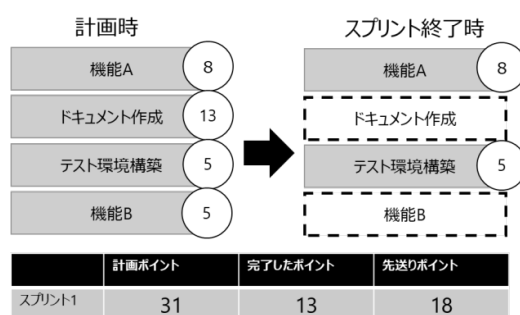 計画時
スプリント終了時
機能A
8
ドキュメント作成
13
テスト環境構築
5
機能B
5
機能A
8
ドキュメント作成
テスト環境構築
5
機能B
計画ポイント 完了したポイント 先送りポイント
スプリント1 31 13 18